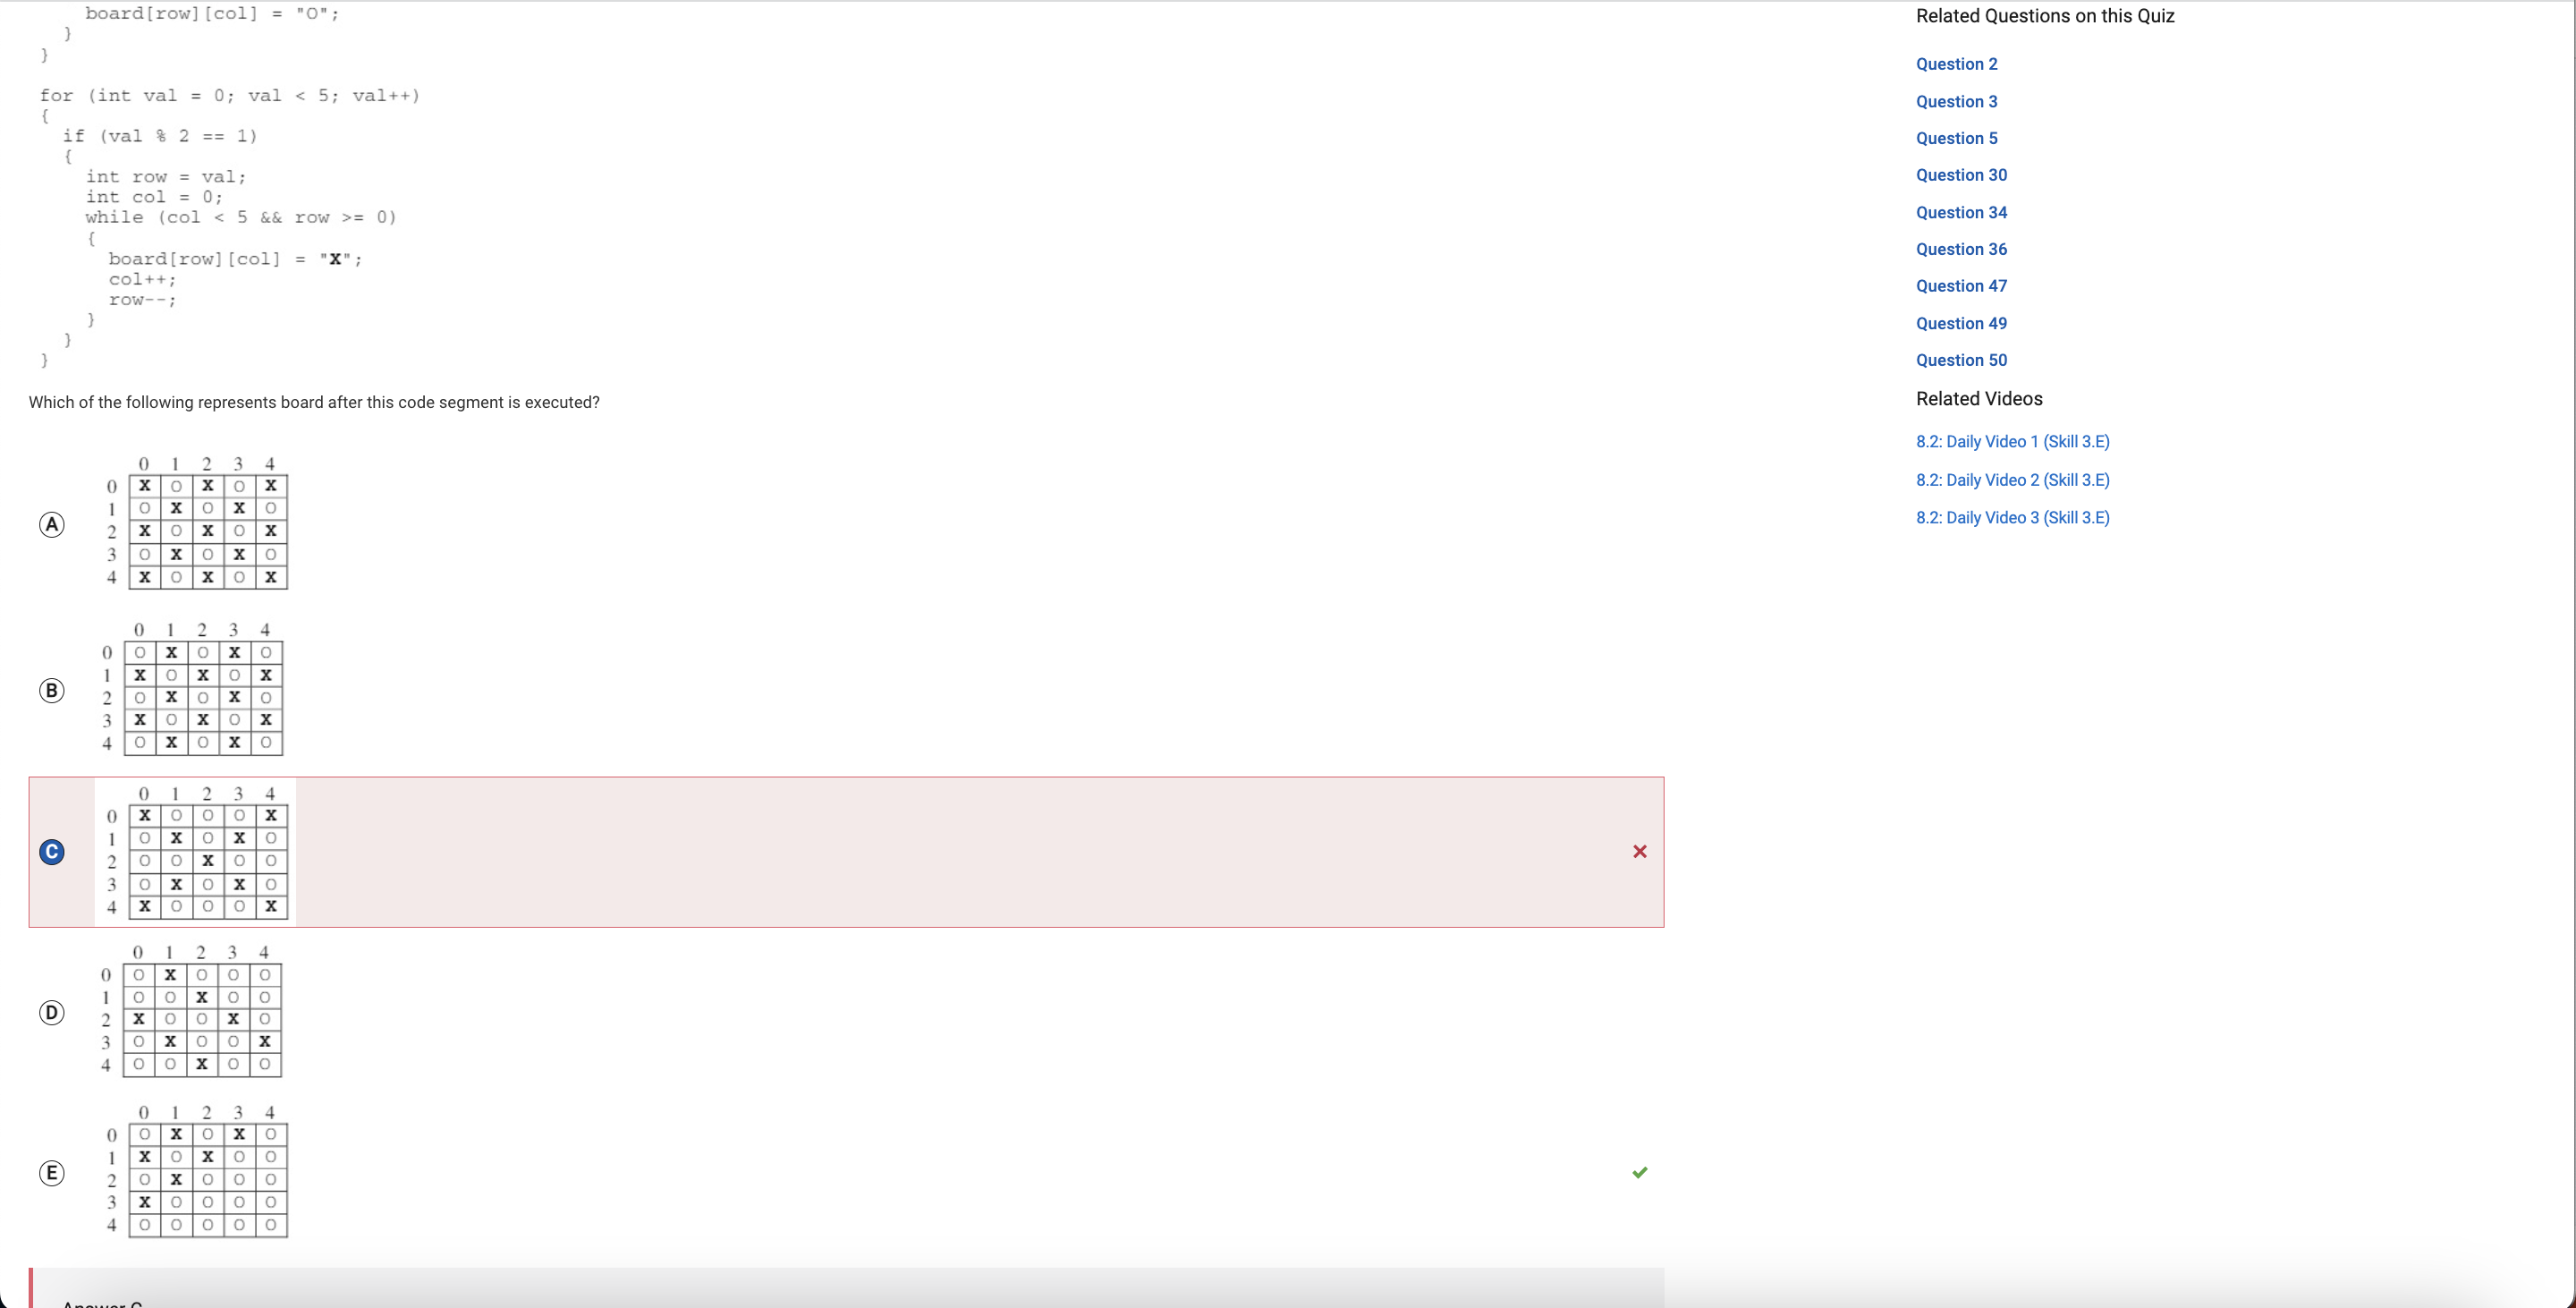 board[row][col] = "O";
}
}
for (int val = 0; val < 5; val++)
{
if (val % 2 == 1)
{
int row = val;
int col = 0;
while (col < 5 && row >= 0)
{
board[row][col] = "X";
col++;
row--;
}
}
}
Which of the following represents board after this code segment is executed?
A
0 1 2 3 4
0 X O X O X
1 O X O X O
2 X O X O X
3 O X O X O
4 X O X O X
B
0 1 2 3 4
0 O X O X O
1 X O X O X
2 O X O X O
3 X O X O X
4 O X O X O
C
0 1 2 3 4
0 X O O O X
1 O X O X O
2 O O X O O
3 O X O X O
4 X O O O X
D
0 1 2 3 4
0 O X O O O
1 O O X O O
2 X O O X O
3 O X O O X
4 O O X O O
E
0 1 2 3 4
0 O X O X O
1 X O X O O
2 O X O O O
3 X O O O O
4 O O O O O
Answer C
Related Questions on this Quiz
Question 2
Question 3
Question 5
Question 30
Question 34
Question 36
Question 47
Question 49
Question 50
Related Videos
8.2: Daily Video 1 (Skill 3.E)
8.2: Daily Video 2 (Skill 3.E)
8.2: Daily Video 3 (Skill 3.E)